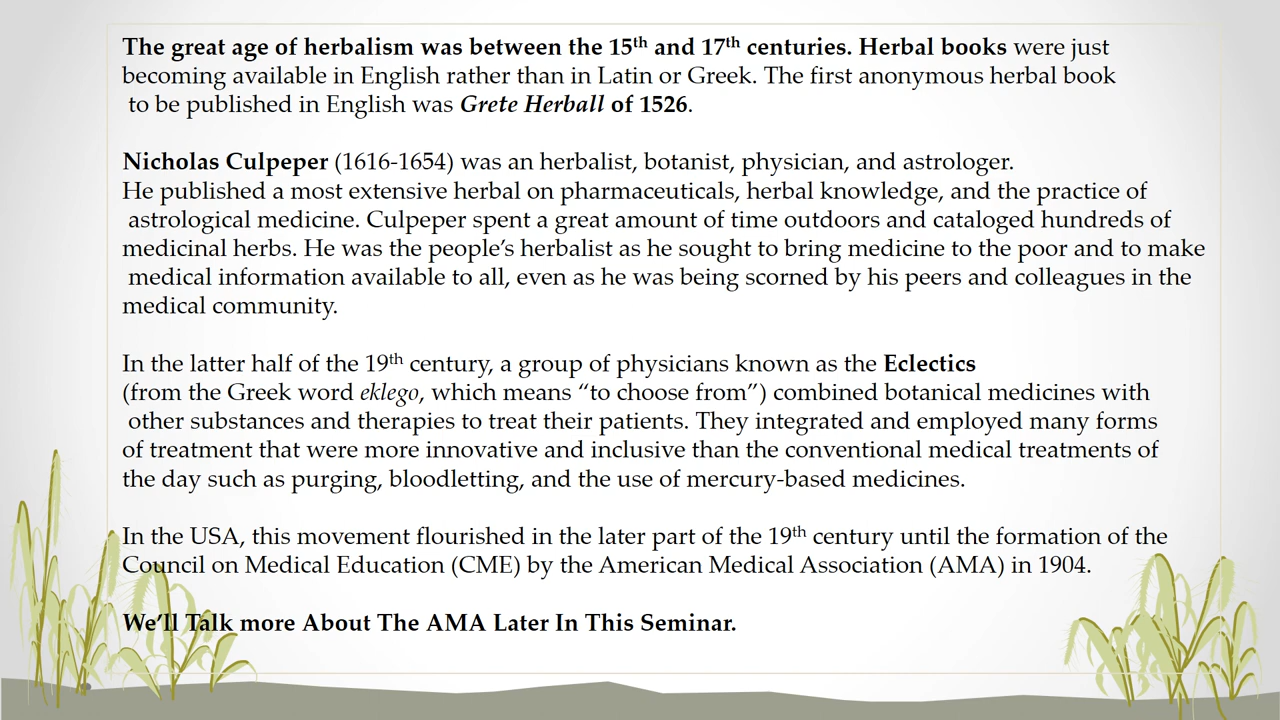 The great age of herbalism was between the 15th and 17th centuries. Herbal books were just
becoming available in English rather than in Latin or Greek. The first anonymous herbal book
to be published in English was Grete Herball of 1526.
Nicholas Culpeper (1616-1654) was an herbalist, botanist, physician, and astrologer.
He published a most extensive herbal on pharmaceuticals, herbal knowledge, and the practice of
astrological medicine. Culpeper spent a great amount of time outdoors and cataloged hundreds of
medicinal herbs. He was the people’s herbalist as he sought to bring medicine to the poor and to make
medical information available to all, even as he was being scorned by his peers and colleagues in the
medical community.
In the latter half of the 19th century, a group of physicians known as the Eclectics
(from the Greek word eklego, which means “to choose from”) combined botanical medicines with
other substances and therapies to treat their patients. They integrated and employed many forms
of treatment that were more innovative and inclusive than the conventional medical treatments of
the day such as purging, bloodletting, and the use of mercury-based medicines.
In the USA, this movement flourished in the later part of the 19th century until the formation of the
Council on Medical Education (CME) by the American Medical Association (AMA) in 1904.
We’ll Talk more About The AMA Later In This Seminar.